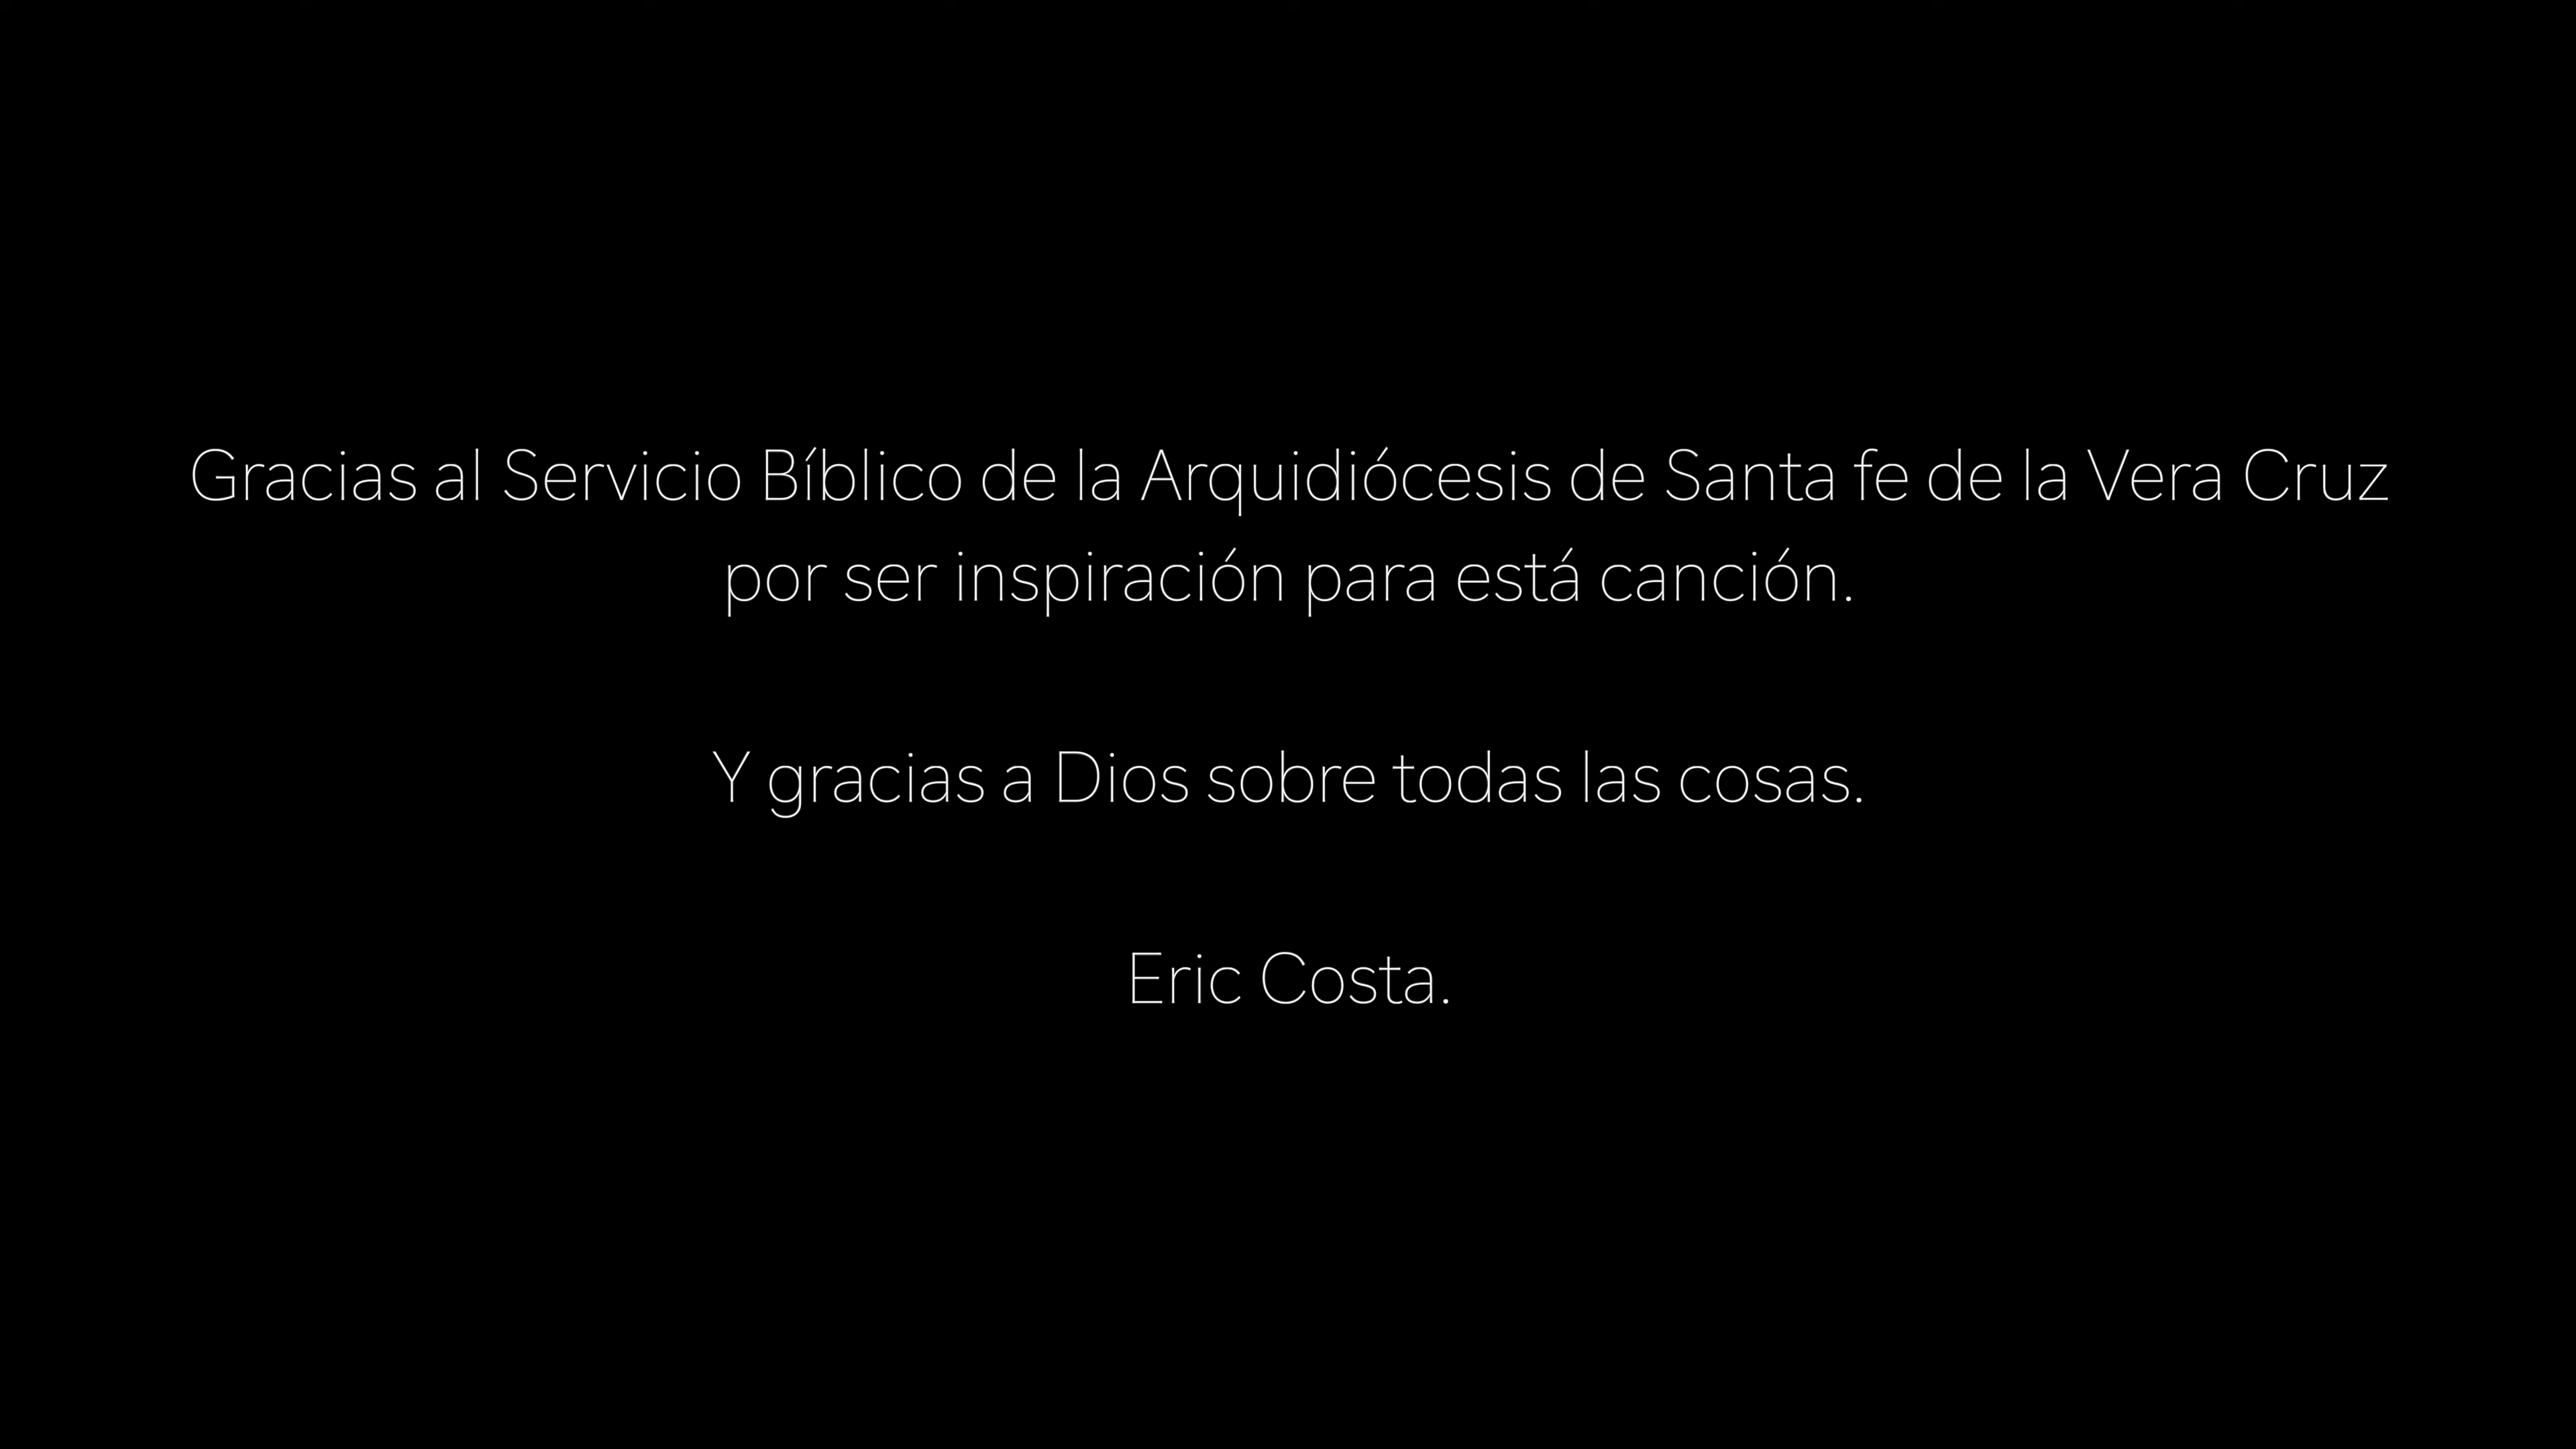 Gracias al Servicio Bíblico de la Arquidiócesis de Santa fe de la Vera Cruz
por ser inspiración para está canción.
Y gracias a Dios sobre todas las cosas.
Eric Costa.